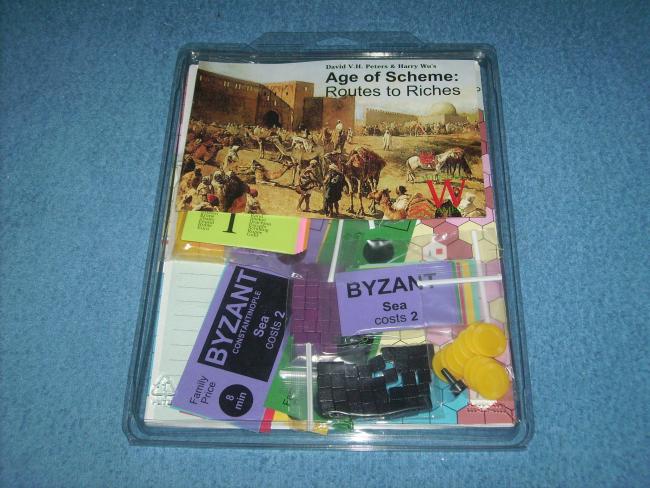 David V.H. Peters & Harry Wu's
Age of Scheme:
Routes to Riches
W
1
BYZANT
CONSTANTINOPLE
Sea
costs 2
Family
Price
8
min
BYZANT
Sea
costs 2